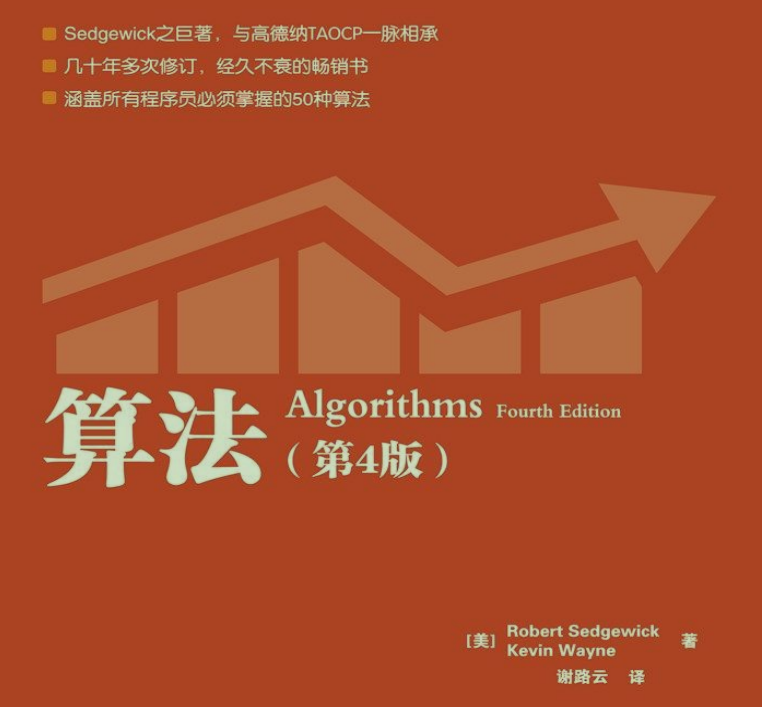 Sedgewick之巨著，与高德纳TAOCP一脉相承
几十年多次修订，经久不衰的畅销书
涵盖所有程序员必须掌握的50种算法
算法 Algorithms Fourth Edition
（第4版）
[美] Robert Sedgewick
Kevin Wayne 著
谢路云 译